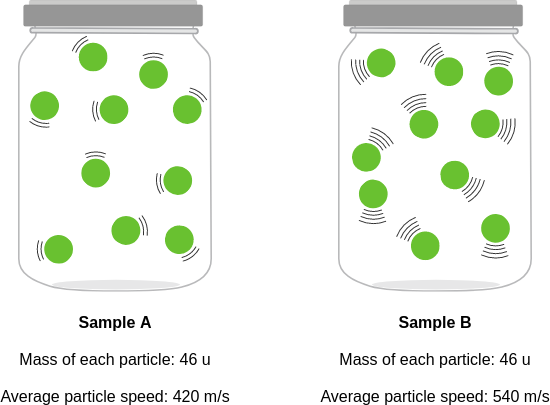 Sample A
Mass of each particle: 46 u
Average particle speed: 420 m/s
Sample B
Mass of each particle: 46 u
Average particle speed: 540 m/s